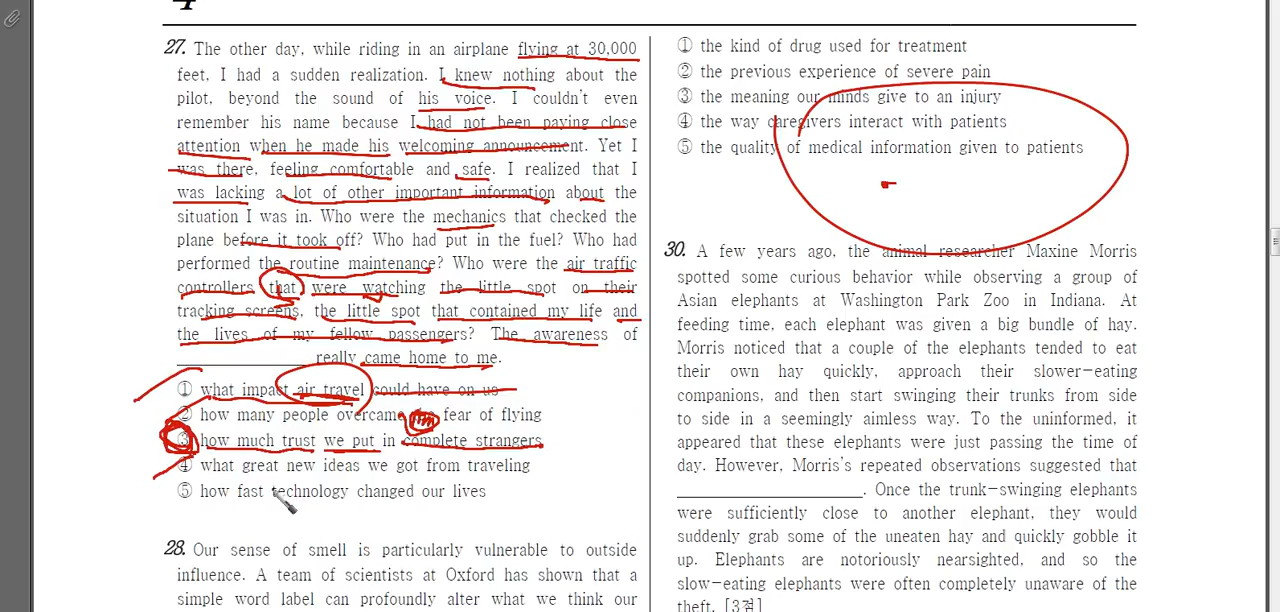 27. The other day, while riding in an airplane flying at 30,000
feet, I had a sudden realization. I knew nothing about the
pilot, beyond the sound of his voice. I couldn't even
remember his name because I had not been paying close
attention when he made his welcoming announcement. Yet I
was there, feeling comfortable and safe. I realized that I
was lacking a lot of other important information about the
situation I was in. Who were the mechanics that checked the
plane before it took off? Who had put in the fuel? Who had
performed the routine maintenance? Who were the air traffic
controllers that were watching the little spot on their
tracking screens, the little spot that contained my life and
the lives of my fellow passengers? The awareness of
really came home to me.
① what impact air travel could have on us
② how many people overcame fear of flying
③ how much trust we put in complete strangers
④ what great new ideas we got from traveling
⑤ how fast technology changed our lives
28. Our sense of smell is particularly vulnerable to outside
influence. A team of scientists at Oxford has shown that a
simple word label can profoundly alter what we think our
① the kind of drug used for treatment
② the previous experience of severe pain
③ the meaning our minds give to an injury
④ the way caregivers interact with patients
⑤ the quality of medical information given to patients
30. A few years ago, the animal researcher Maxine Morris
spotted some curious behavior while observing a group of
Asian elephants at Washington Park Zoo in Indiana. At
feeding time, each elephant was given a big bundle of hay.
Morris noticed that a couple of the elephants tended to eat
their own hay quickly, approach their slower-eating
companions, and then start swinging their trunks from side
to side in a seemingly aimless way. To the uninformed, it
appeared that these elephants were just passing the time of
day. However, Morris's repeated observations suggested that
. Once the trunk-swinging elephants
were sufficiently close to another elephant, they would
suddenly grab some of the uneaten hay and quickly gobble it
up. Elephants are notoriously nearsighted, and so the
slow-eating elephants were often completely unaware of the
theft. [3점]